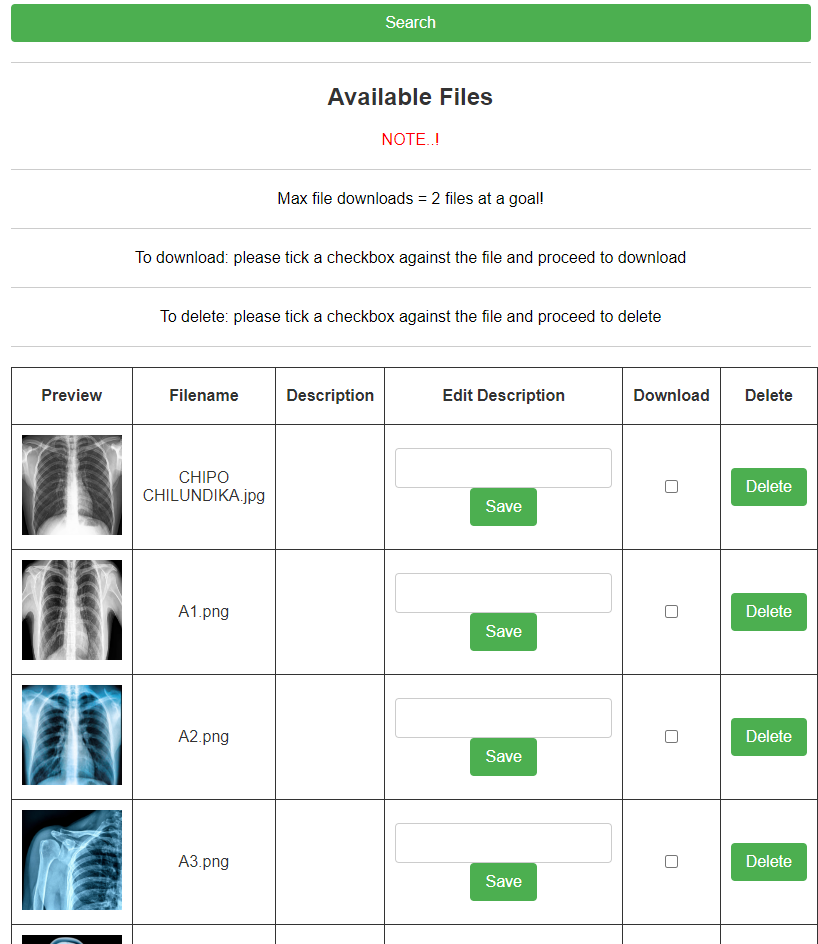 Search
Available Files
NOTE..!
Max file downloads = 2 files at a goal!
To download: please tick a checkbox against the file and proceed to download
To delete: please tick a checkbox against the file and proceed to delete
Preview Filename Description Edit Description Download Delete
CHIPO
CHILUNDIKA.jpg
Save
Delete
A1.png
Save
Delete
A2.png
Save
Delete
A3.png
Save
Delete